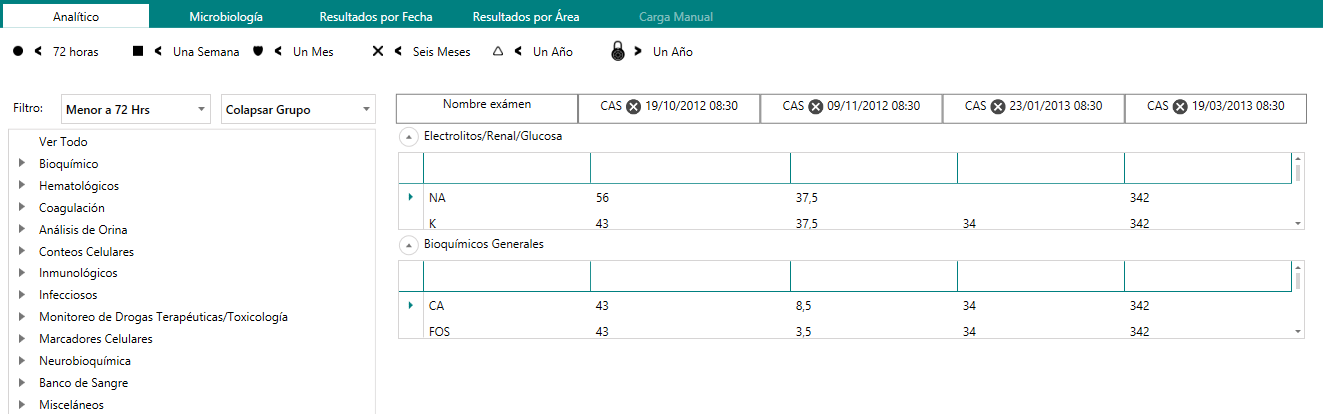 Analítico Microbiología Resultados por Fecha Resultados por Área Carga Manual
< 72 horas < Una Semana < Un Mes < Seis Meses < Un Año > Un Año
Filtro: Menor a 72 Hrs Colapsar Grupo
Nombre exámen CAS 19/10/2012 08:30 CAS 09/11/2012 08:30 CAS 23/01/2013 08:30 CAS 19/03/2013 08:30
Ver Todo
Bioquímico
Hematológicos
Coagulación
Análisis de Orina
Conteos Celulares
Inmunológicos
Infecciosos
Monitoreo de Drogas Terapéuticas/Toxicología
Marcadores Celulares
Neurobioquímica
Banco de Sangre
Misceláneos
Electrolitos/Renal/Glucosa
NA 56 37,5 342
K 43 37,5 34 342
Bioquímicos Generales
CA 43 8,5 34 342
FOS 43 3,5 34 342